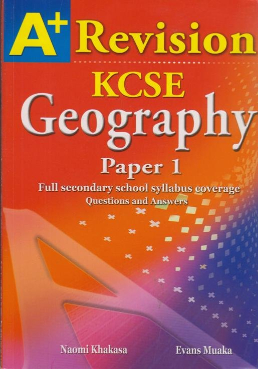 A+ Revision
KCSE
Geography
Paper 1
Full secondary school syllabus coverage
Questions and Answers
Naomi Khakasa Evans Muaka